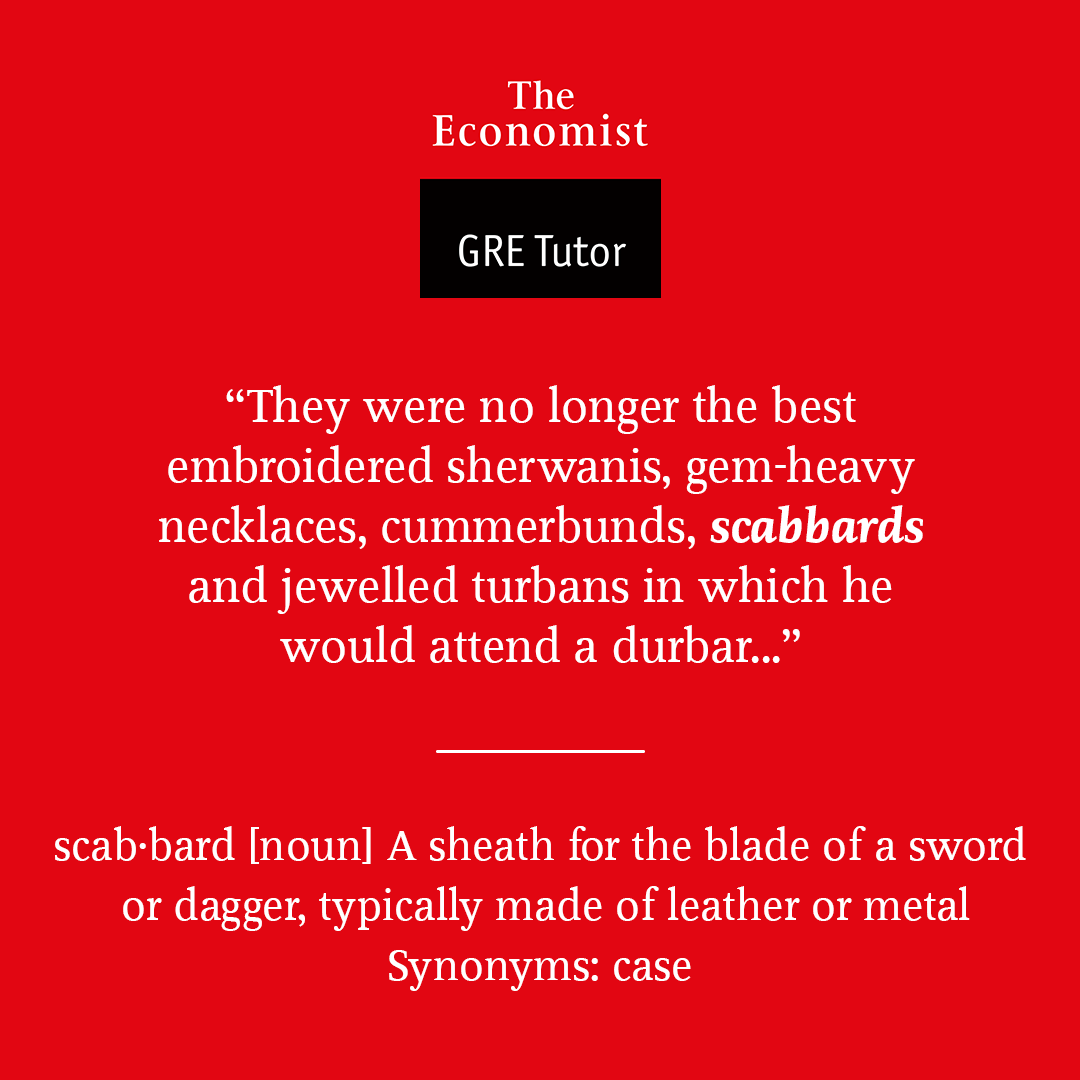 The
Economist
GRE Tutor
“They were no longer the best
embroidered sherwanis, gem-heavy
necklaces, cummerbunds, scabbards
and jewelled turbans in which he
would attend a durbar...”
scab·bard [noun] A sheath for the blade of a sword
or dagger, typically made of leather or metal
Synonyms: case